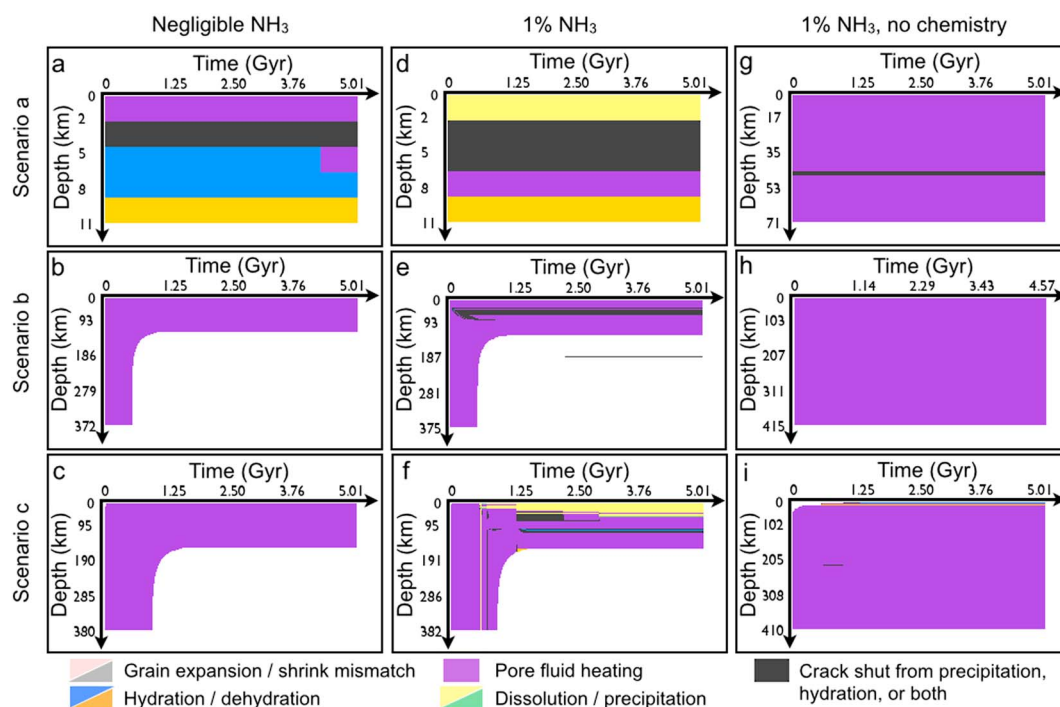 Negligible NH₃
1% NH₃
1% NH₃, no chemistry
Scenario a
a
Time (Gyr)
0 1.25 2.50 3.76 5.01
Depth (km)
0
2
5
8
11
d
Time (Gyr)
0 1.25 2.50 3.76 5.01
Depth (km)
0
2
5
8
11
g
Time (Gyr)
0 1.25 2.50 3.76 5.01
Depth (km)
0
17
35
53
71
Scenario b
b
Time (Gyr)
0 1.25 2.50 3.76 5.01
Depth (km)
0
93
186
279
372
e
Time (Gyr)
0 1.25 2.50 3.76 5.01
Depth (km)
0
93
187
281
375
h
Time (Gyr)
0 1.14 2.29 3.43 4.57
Depth (km)
0
103
207
311
415
Scenario c
c
Time (Gyr)
0 1.25 2.50 3.76 5.01
Depth (km)
0
95
190
285
380
f
Time (Gyr)
0 1.25 2.50 3.76 5.01
Depth (km)
0
95
191
286
382
i
Time (Gyr)
0 1.25 2.50 3.76 5.01
Depth (km)
0
102
205
308
410
Grain expansion / shrink mismatch
Hydration / dehydration
Pore fluid heating
Dissolution / precipitation
Crack shut from precipitation,
hydration, or both